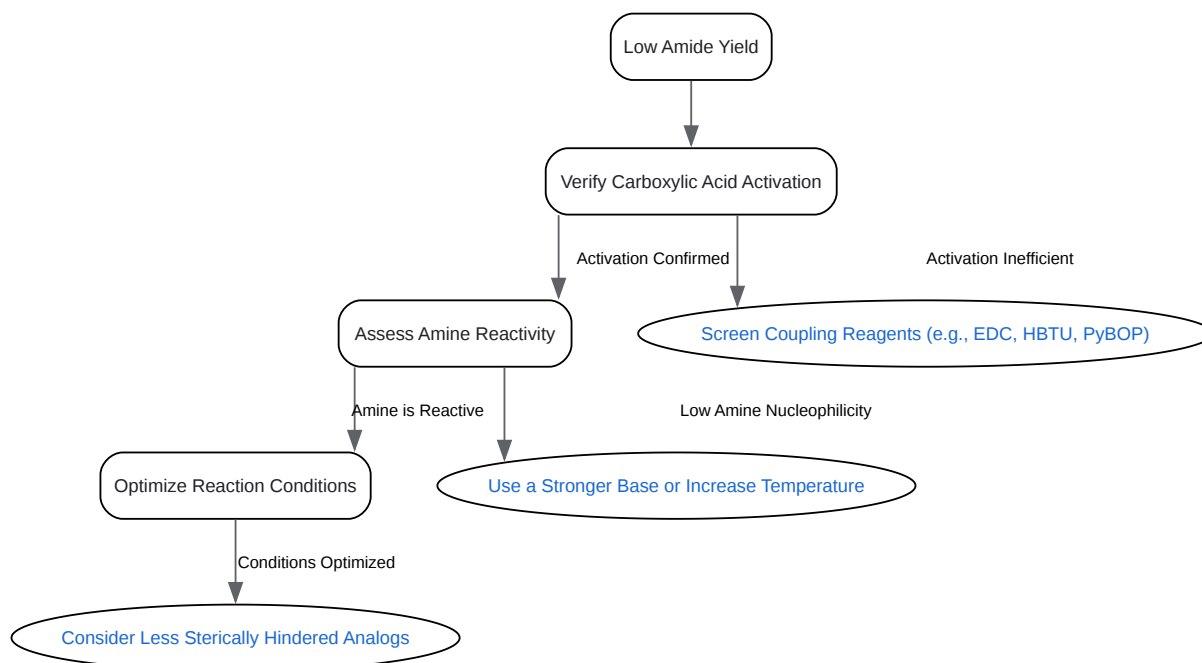 Low Amide Yield
Verify Carboxylic Acid Activation
Activation Confirmed
Activation Inefficient
Assess Amine Reactivity
Screen Coupling Reagents (e.g., EDC, HBTU, PyBOP)
Amine is Reactive
Low Amine Nucleophilicity
Optimize Reaction Conditions
Use a Stronger Base or Increase Temperature
Conditions Optimized
Consider Less Sterically Hindered Analogs